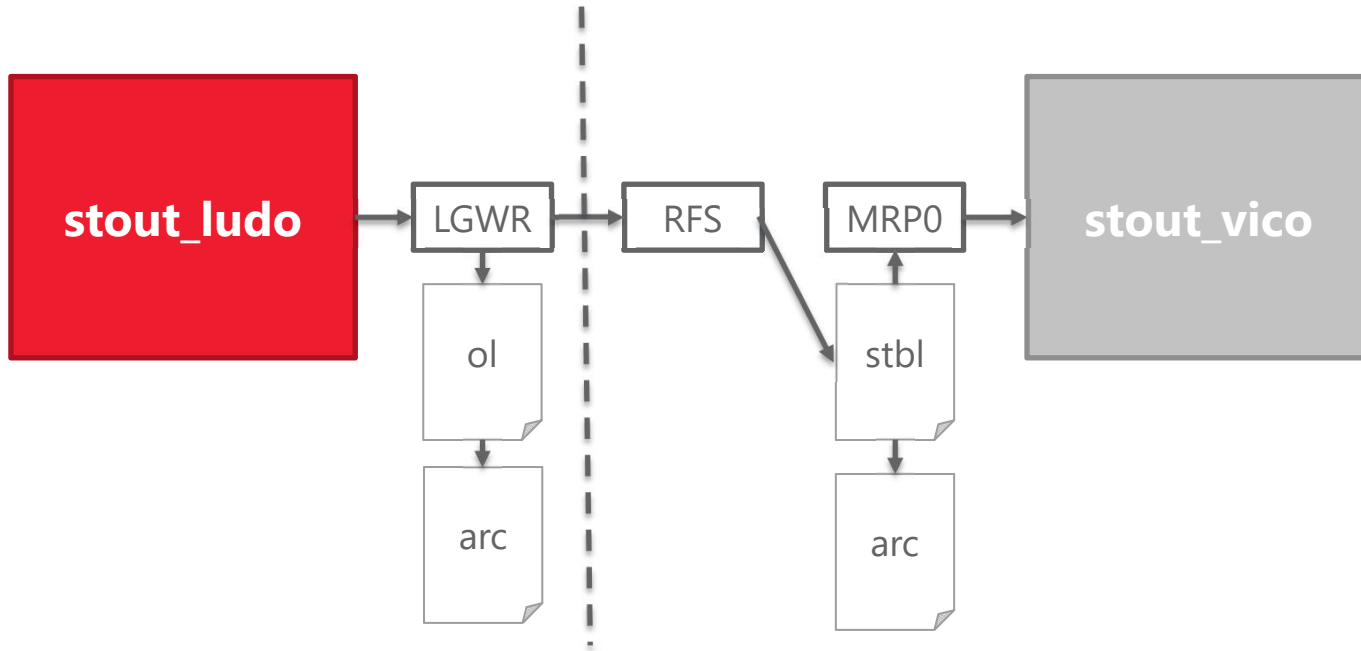 stout_ludo
LGWR
RFS
MRP0
stout_vico
ol
stbl
arc
arc